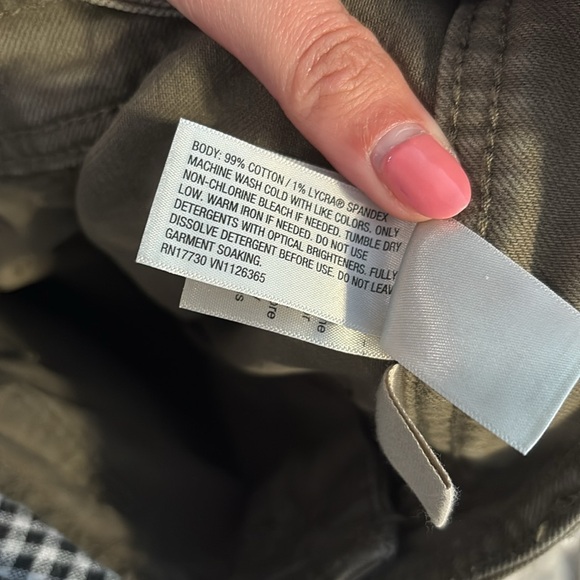 BODY: 99% COTTON / 1% LYCRA® SPANDEX
MACHINE WASH COLD WITH LIKE COLORS. ONLY
NON-CHLORINE BLEACH IF NEEDED. TUMBLE DRY
LOW. WARM IRON IF NEEDED. DO NOT USE
DETERGENTS WITH OPTICAL BRIGHTENERS. FULLY
DISSOLVE DETERGENT BEFORE USE. DO NOT LEAVE
GARMENT SOAKING.
RN17730 VN1126365